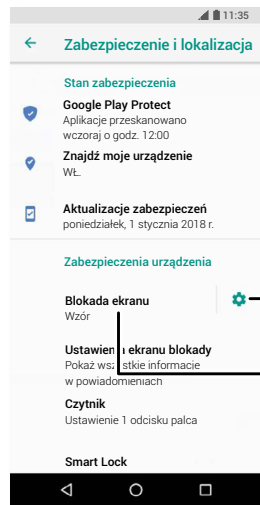 11:35
Zabezpieczenie i lokalizacja
Stan zabezpieczenia
Google Play Protect
Aplikacje przeskanowano
wczoraj o godz. 12:00
Znajdź moje urządzenie
WŁ.
Aktualizacje zabezpieczeń
poniedziałek, 1 stycznia 2018 r.
Zabezpieczenia urządzenia
Blokada ekranu
Wzór
Ustawienia ekranu blokady
Pokaż wszystkie informacje
w powiadomieniach
Czytnik
Ustawienie 1 odcisku palca
Smart Lock